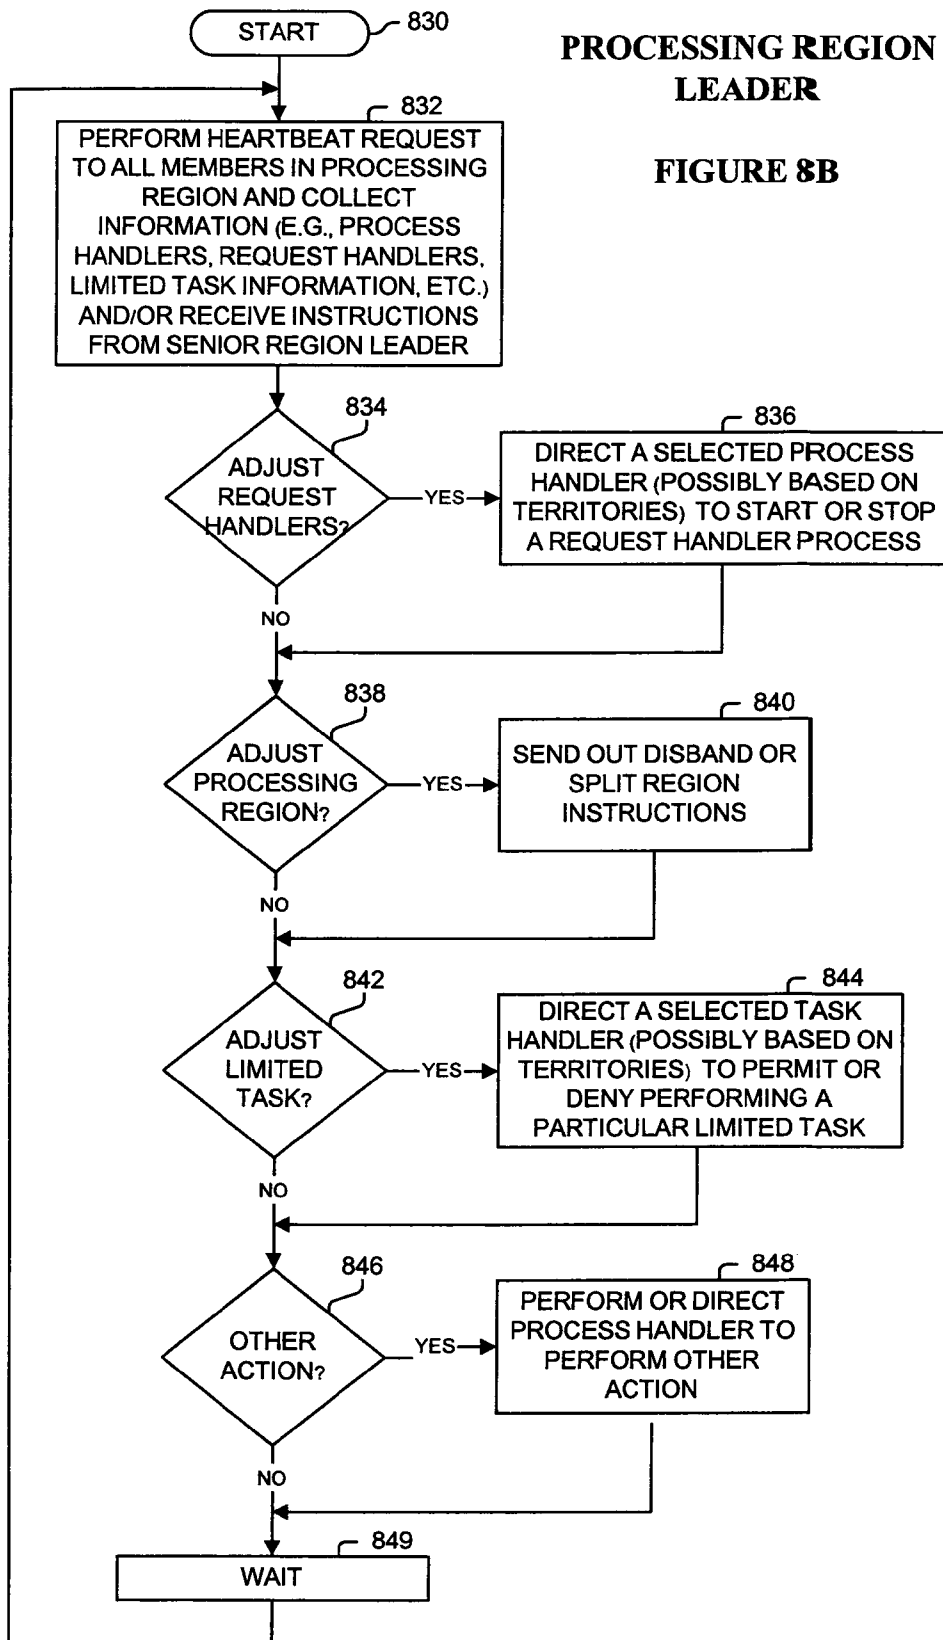 START
830
PROCESSING REGION
LEADER
FIGURE 8B
832
PERFORM HEARTBEAT REQUEST
TO ALL MEMBERS IN PROCESSING
REGION AND COLLECT
INFORMATION (E.G., PROCESS
HANDLERS, REQUEST HANDLERS,
LIMITED TASK INFORMATION, ETC.)
AND/OR RECEIVE INSTRUCTIONS
FROM SENIOR REGION LEADER
834
ADJUST
REQUEST
HANDLERS?
YES
836
DIRECT A SELECTED PROCESS
HANDLER (POSSIBLY BASED ON
TERRITORIES) TO START OR STOP
A REQUEST HANDLER PROCESS
NO
838
ADJUST
PROCESSING
REGION?
YES
840
SEND OUT DISBAND OR
SPLIT REGION
INSTRUCTIONS
NO
842
ADJUST
LIMITED
TASK?
YES
844
DIRECT A SELECTED TASK
HANDLER (POSSIBLY BASED ON
TERRITORIES) TO PERMIT OR
DENY PERFORMING A
PARTICULAR LIMITED TASK
NO
846
OTHER
ACTION?
YES
848
PERFORM OR DIRECT
PROCESS HANDLER TO
PERFORM OTHER
ACTION
NO
849
WAIT